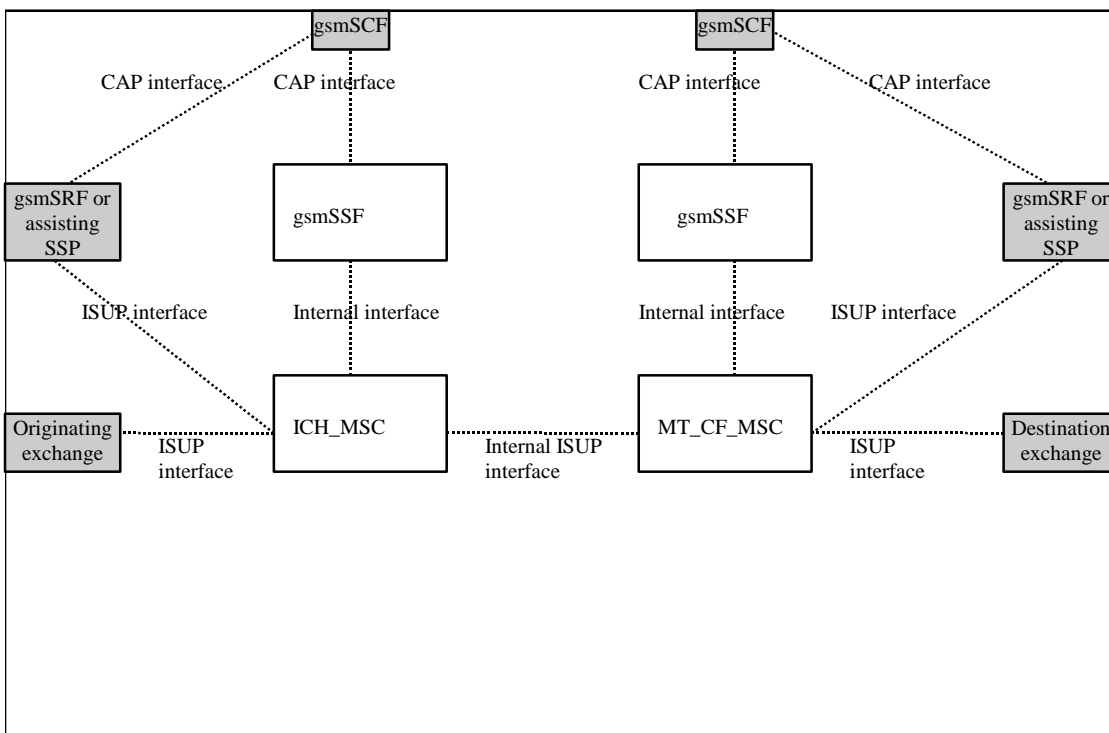 gsmSCF
gsmSCF
CAP interface
CAP interface
CAP interface
CAP interface
gsmSRF or
assisting
SSP
gsmSSF
gsmSSF
gsmSRF or
assisting
SSP
ISUP interface
Internal interface
Internal interface
ISUP interface
Originating
exchange
ISUP
interface
ICH_MSC
Internal ISUP
interface
MT_CF_MSC
ISUP
interface
Destination
exchange